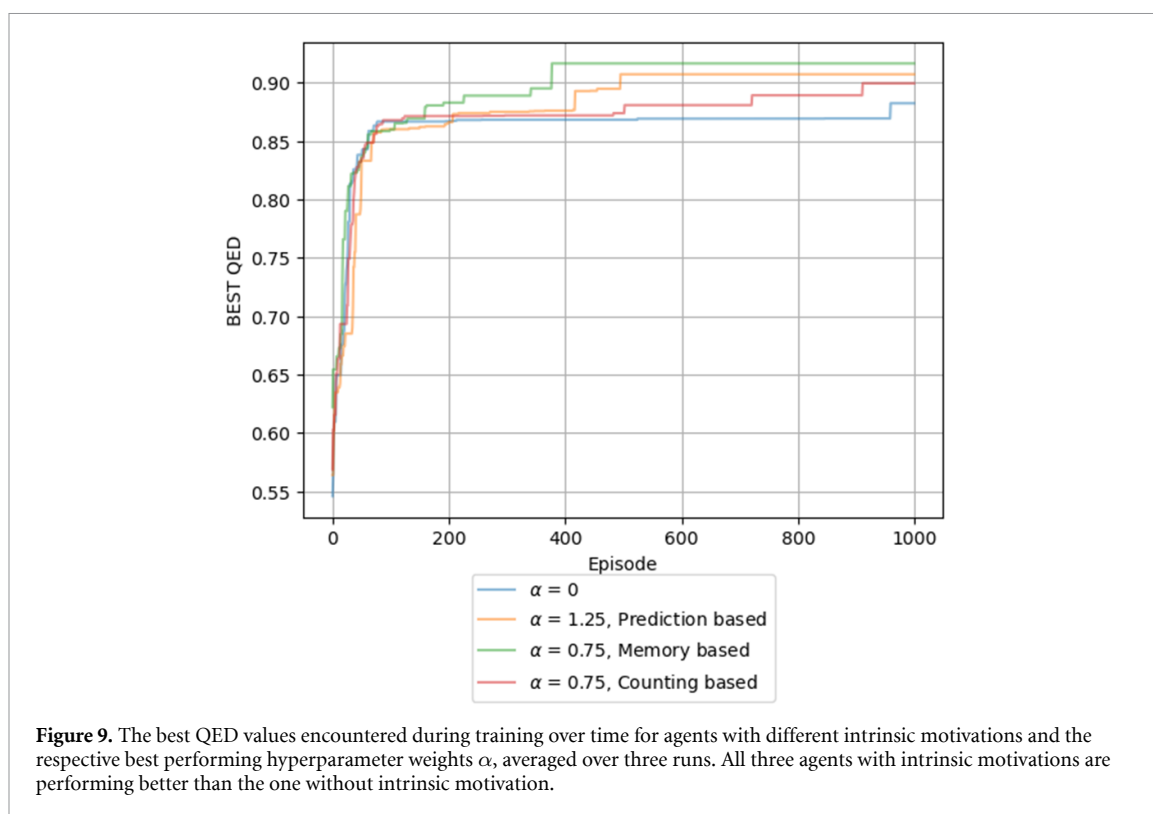 0.90
0.85
0.80
0.75
0.70
0.65
0.60
0.55
BEST QED
0 200 400 600 800 1000
Episode
α = 0
α = 1.25, Prediction based
α = 0.75, Memory based
α = 0.75, Counting based
Figure 9. The best QED values encountered during training over time for agents with different intrinsic motivations and the
respective best performing hyperparameter weights α, averaged over three runs. All three agents with intrinsic motivations are
performing better than the one without intrinsic motivation.